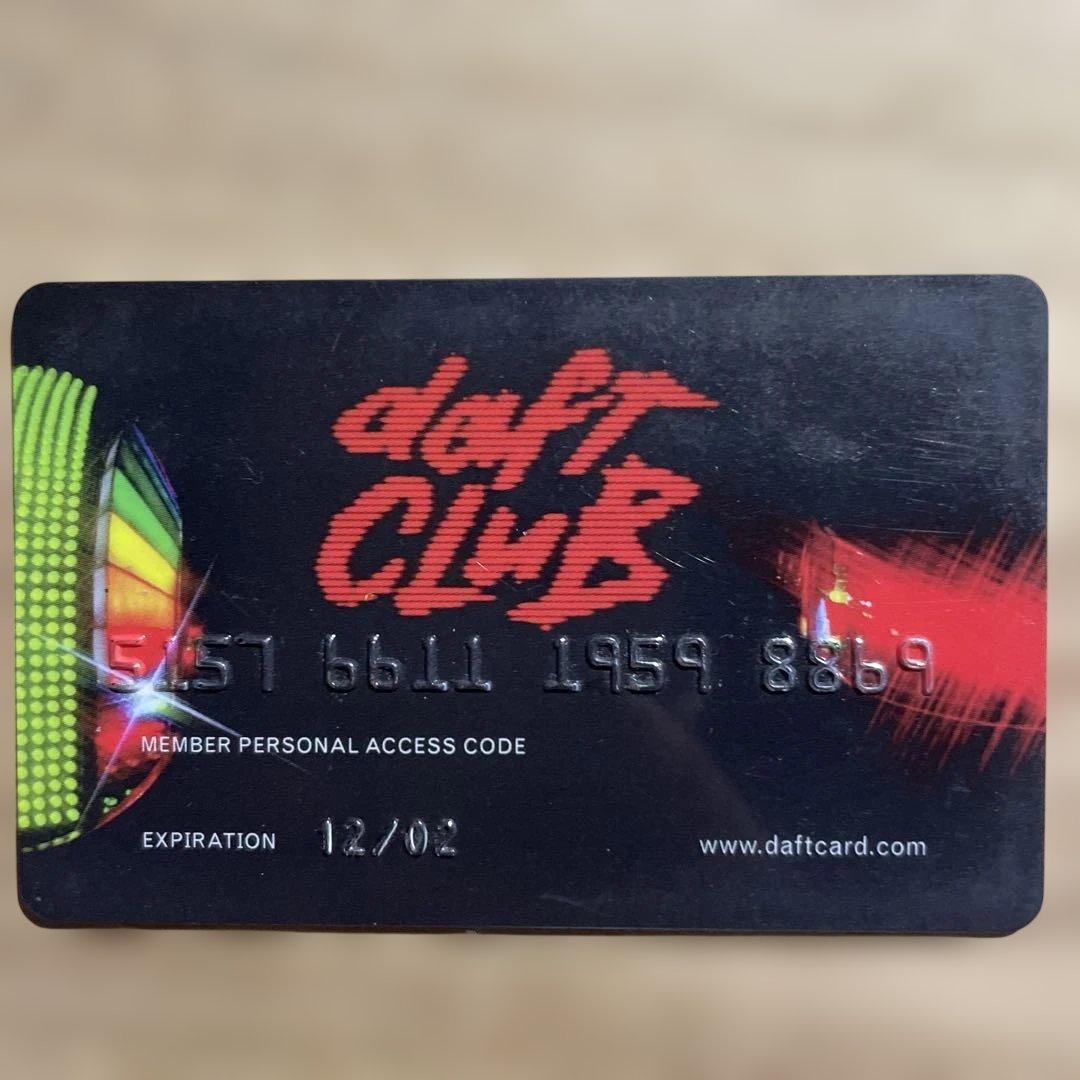 daft
CLuB
5157 6611 1959 8869
MEMBER PERSONAL ACCESS CODE
EXPIRATION 12/02
www.daftcard.com